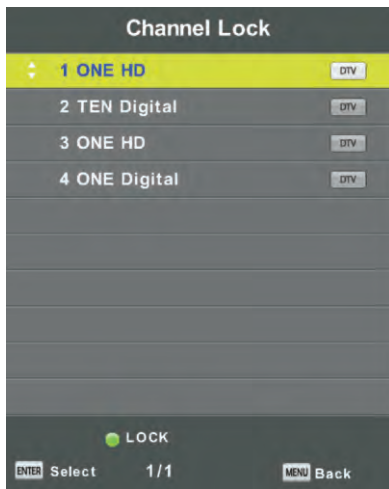 Channel Lock
1 ONE HD DTV
2 TEN Digital DTV
3 ONE HD DTV
4 ONE Digital DTV
LOCK
ENTER Select 1/1 MENU Back